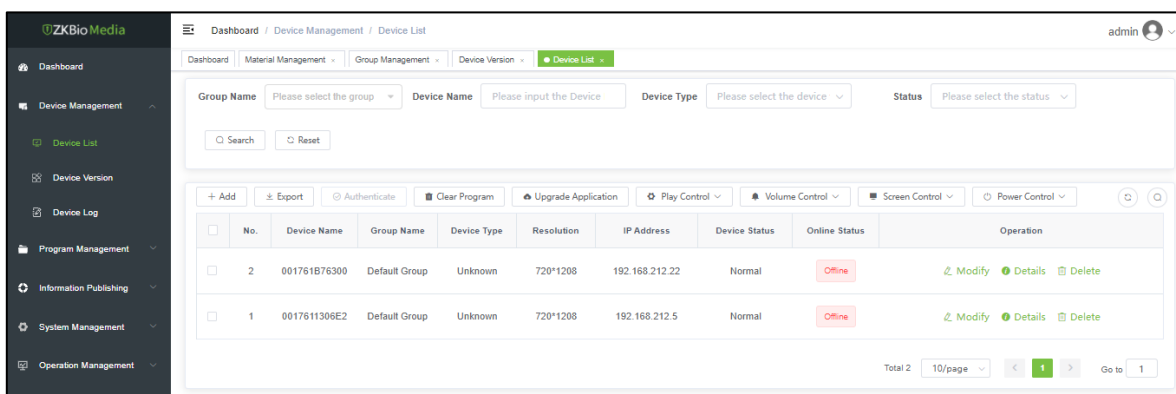 ZKBio Media
Dashboard / Device Management / Device List
admin
Dashboard
Dashboard
Material Management ×
Group Management ×
Device Version ×
Device List ×
Device Management
Device List
Device Version
Device Log
Program Management
Information Publishing
System Management
Operation Management
Group Name Please select the group
Device Name Please input the Device
Device Type Please select the device
Status Please select the status
Search
Reset
+ Add
Export
Authenticate
Clear Program
Upgrade Application
Play Control
Volume Control
Screen Control
Power Control
No. Device Name Group Name Device Type Resolution IP Address Device Status Online Status Operation
2 001761B76300 Default Group Unknown 720*1208 192.168.212.22 Normal Offline Modify Details Delete
1 0017611306E2 Default Group Unknown 720*1208 192.168.212.5 Normal Offline Modify Details Delete
Total 2 10/page < 1 > Go to 1